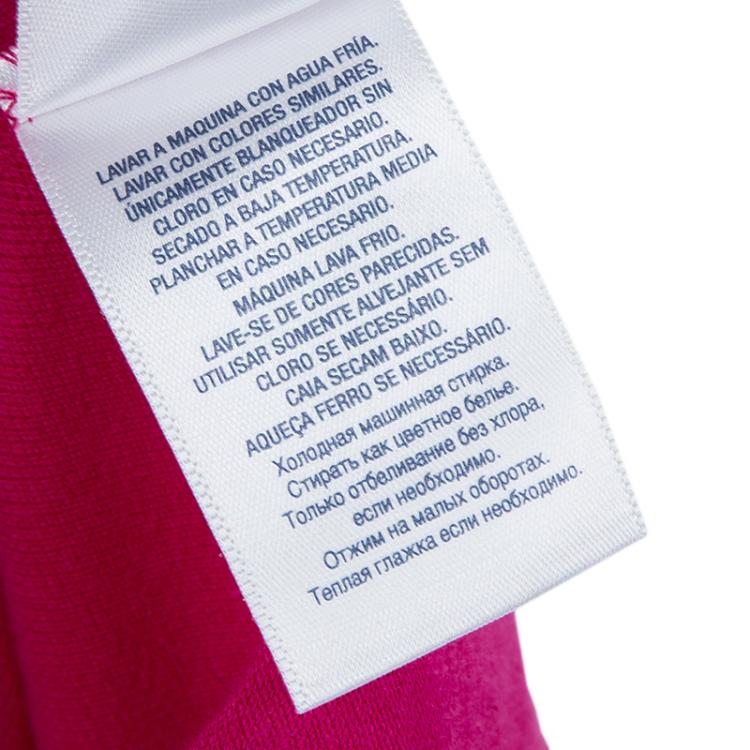 LAVAR A MAQUINA CON AGUA FRÍA.
LAVAR CON COLORES SIMILARES.
ÚNICAMENTE BLANQUEADOR SIN
CLORO EN CASO NECESARIO.
SECADO A BAJA TEMPERATURA.
PLANCHAR A TEMPERATURA MEDIA
EN CASO NECESARIO.
MÁQUINA LAVA FRIO.
LAVE-SE DE CORES PARECIDAS.
UTILISAR SOMENTE ALVEJANTE SEM
CLORO SE NECESSÁRIO.
CAIA SECAM BAIXO.
AQUEÇA FERRO SE NECESSÁRIO.
Холодная машинная стирка.
Стирать как цветное белье.
Только отбеливание без хлора,
если необходимо.
Отжим на малых оборотах.
Теплая глажка если необходимо.